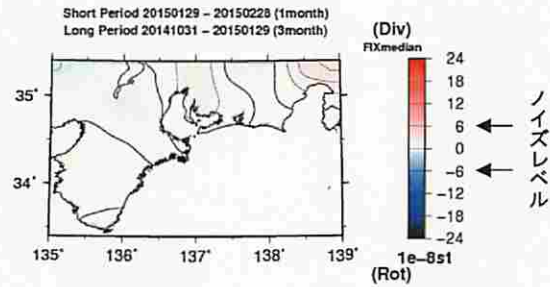 Short Period 20150129 − 20150228 (1month)
Long Period 20141031 − 20150129 (3month)
(Div)
FIXmedian
24
18
12
6
0
−6
−12
−18
−24
1e−8st
(Rot)
ノイズレベル
35°
34°
135° 136° 137° 138° 139°